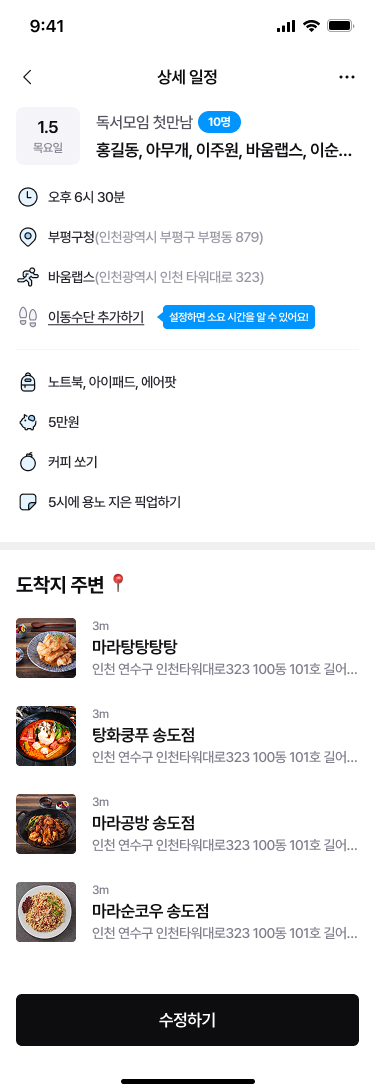 9:41
상세 일정
1.5
목요일
독서모임 첫만남 10명
홍길동, 아무개, 이주원, 바움랩스, 이순...
오후 6시 30분
부평구청(인천광역시 부평구 부평동 879)
바움랩스(인천광역시 인천 타워대로 323)
이동수단 추가하기 설정하면 소요 시간을 알 수 있어요!
노트북, 아이패드, 에어팟
5만원
커피 쏘기
5시에 용노 지은 픽업하기
도착지 주변
3m
마라탕탕탕탕
인천 연수구 인천타워대로323 100동 101호 길어...
3m
탕화쿵푸 송도점
인천 연수구 인천타워대로323 100동 101호 길어...
3m
마라공방 송도점
인천 연수구 인천타워대로323 100동 101호 길어...
3m
마라순코우 송도점
인천 연수구 인천타워대로323 100동 101호 길어...
수정하기